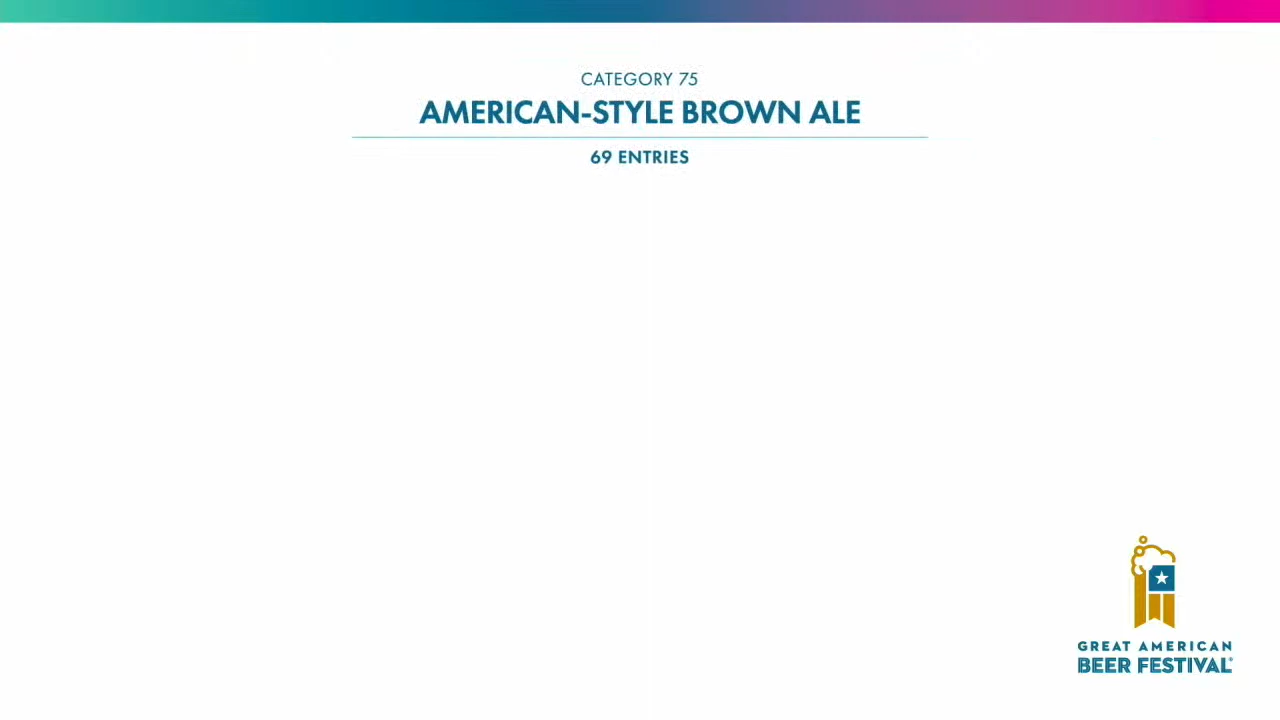 CATEGORY 75
AMERICAN-STYLE BROWN ALE
69 ENTRIES
GREAT AMERICAN
BEER FESTIVAL®